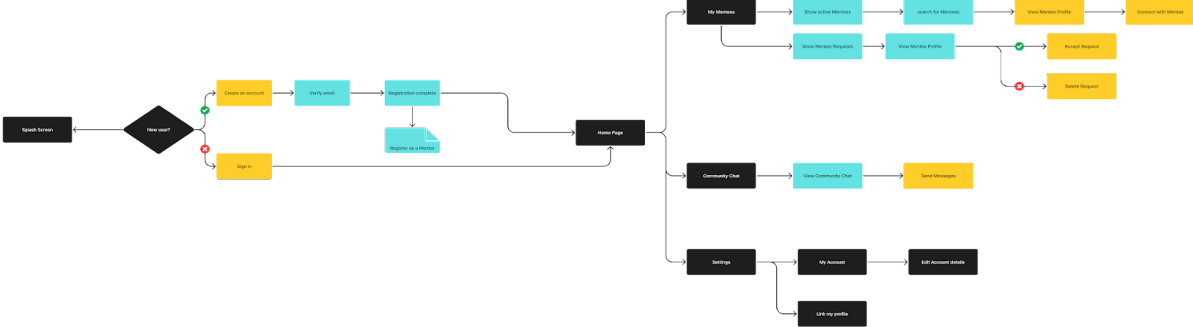 My Mentees
Show active Mentees
search for Mentees
View Mentee Profile
Connect with Mentee
Show Mentee Requests
View Mentee Profile
Accept Request
Delete Request
Create an account
Verify email
Registration complete
Splash Screen
New user?
Home Page
Register as a Mentor
Sign in
Community Chat
View Community Chat
Send Messages
Settings
My Account
Edit Account details
Link my profile